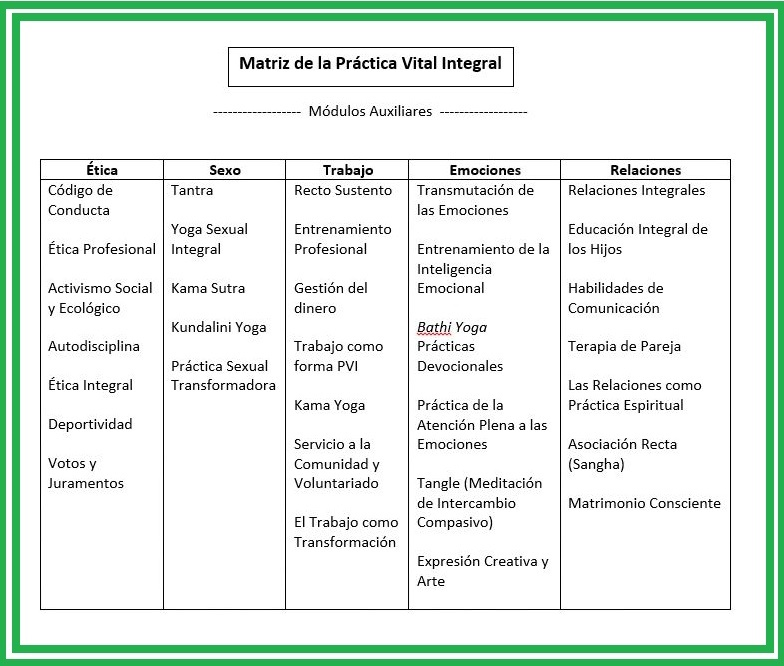 Matriz de la Práctica Vital Integral
------------------ Módulos Auxiliares ------------------
Ética
Código de
Conducta
Ética Profesional
Activismo Social
y Ecológico
Autodisciplina
Ética Integral
Deportividad
Votos y
Juramentos
Sexo
Tantra
Yoga Sexual
Integral
Kama Sutra
Kundalini Yoga
Práctica Sexual
Transformadora
Trabajo
Recto Sustento
Entrenamiento
Profesional
Gestión del
dinero
Trabajo como
forma PVI
Kama Yoga
Servicio a la
Comunidad y
Voluntariado
El Trabajo como
Transformación
Emociones
Transmutación de
las Emociones
Entrenamiento de la
Inteligencia
Emocional
Bathi Yoga
Prácticas
Devocionales
Práctica de la
Atención Plena a las
Emociones
Tangle (Meditación
de Intercambio
Compasivo)
Expresión Creativa y
Arte
Relaciones
Relaciones Integrales
Educación Integral de
los Hijos
Habilidades de
Comunicación
Terapia de Pareja
Las Relaciones como
Práctica Espiritual
Asociación Recta
(Sangha)
Matrimonio Consciente